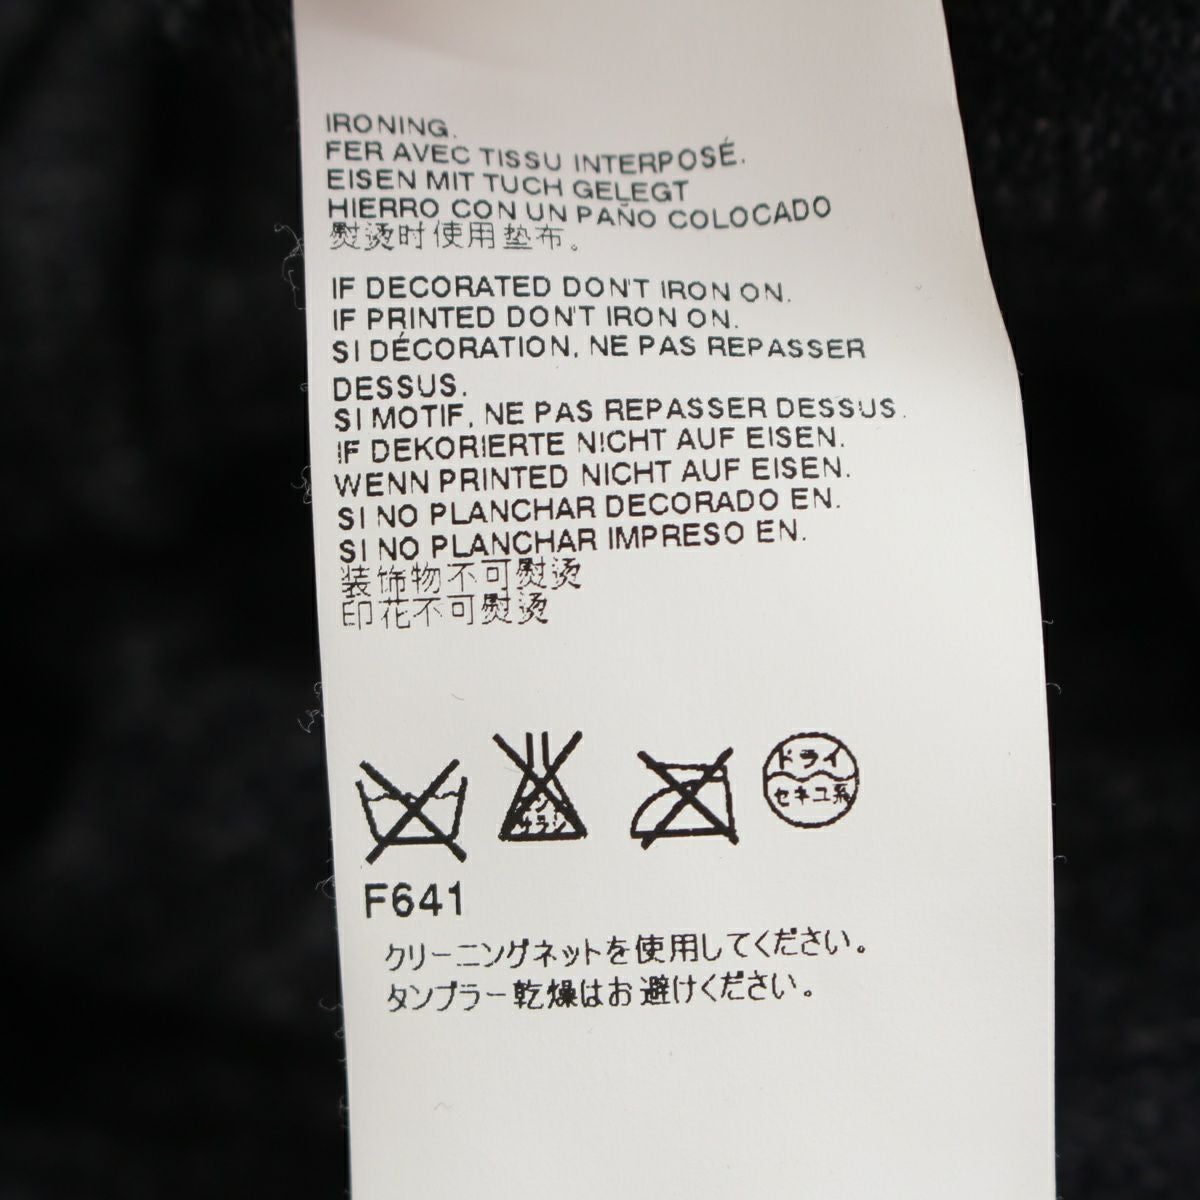 IRONING.
FER AVEC TISSU INTERPOSÉ.
EISEN MIT TUCH GELEGT
HIERRO CON UN PAÑO COLOCADO
熨烫时使用垫布。
IF DECORATED DON'T IRON ON.
IF PRINTED DON'T IRON ON.
SI DÉCORATION, NE PAS REPASSER
DESSUS.
SI MOTIF, NE PAS REPASSER DESSUS.
IF DEKORIERTE NICHT AUF EISEN.
WENN PRINTED NICHT AUF EISEN.
SI NO PLANCHAR DECORADO EN.
SI NO PLANCHAR IMPRESO EN.
装饰物不可熨烫
印花不可熨烫
ドライ
セキユ系
サラシ
F641
クリーニングネットを使用してください。
タンブラー乾燥はお避けください。